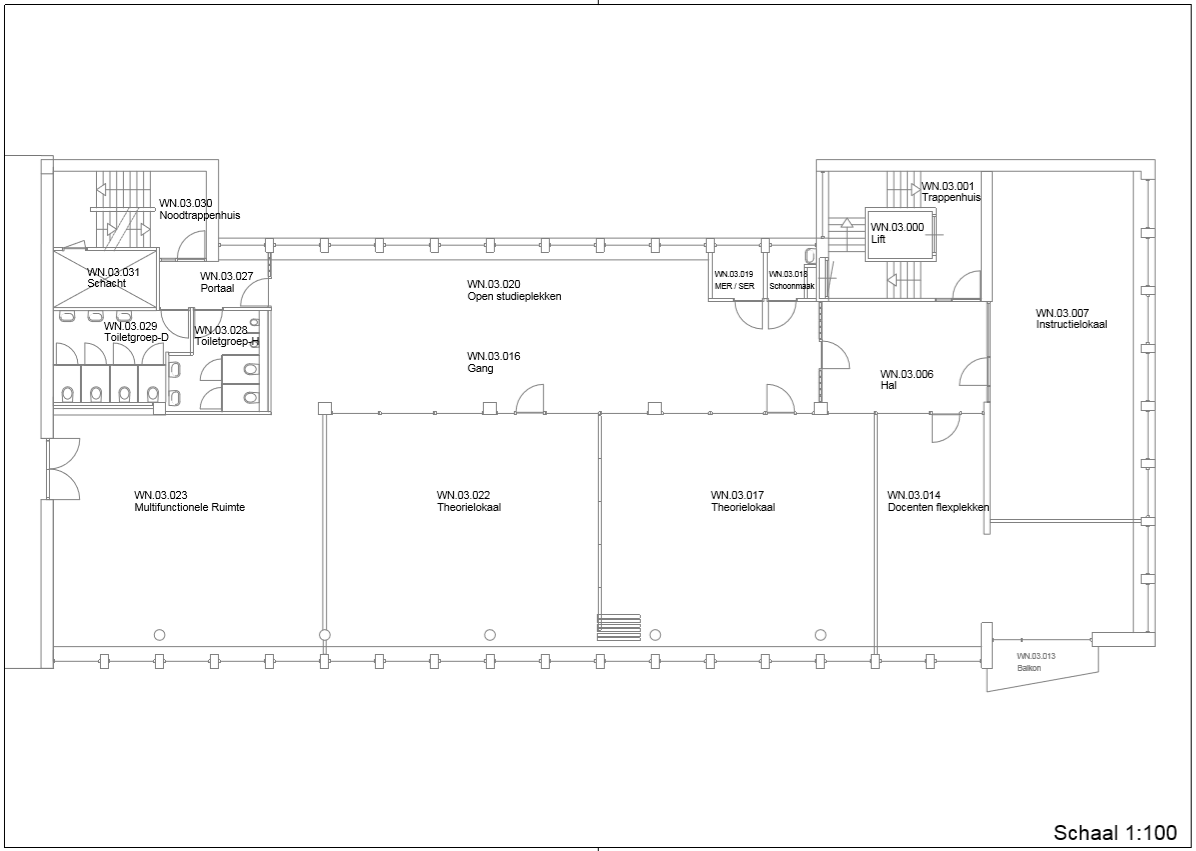 WN.03.001
Trappenhuis
WN.03.030
Noodtrappenhuis
WN.03.000
Lift
WN.03.031
Schacht
WN.03.027
Portaal
WN.03.020
Open studieplekken
WN.03.019
MER / SER
WN.03.018
Schoonmaak
WN.03.007
Instructielokaal
WN.03.029
Toiletgroep-D
WN.03.028
Toiletgroep-H
WN.03.016
Gang
WN.03.006
Hal
WN.03.023
Multifunctionele Ruimte
WN.03.022
Theorielokaal
WN.03.017
Theorielokaal
WN.03.014
Docenten flexplekken
WN.03.013
Balkon
Schaal 1:100